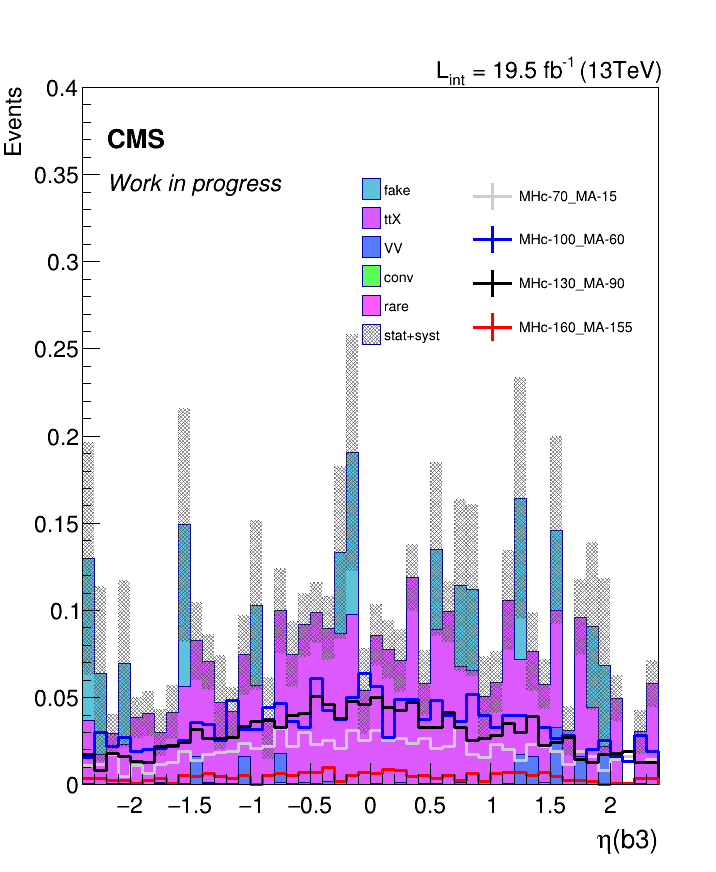 L_int = 19.5 fb^-1 (13TeV)
Events
0.4
CMS
0.35
Work in progress
fake
MHc-70_MA-15
ttX
VV
MHc-100_MA-60
0.3
conv
MHc-130_MA-90
rare
stat+syst
MHc-160_MA-155
0.25
0.2
0.15
0.1
0.05
0
−2 −1.5 −1 −0.5 0 0.5 1 1.5 2
η(b3)